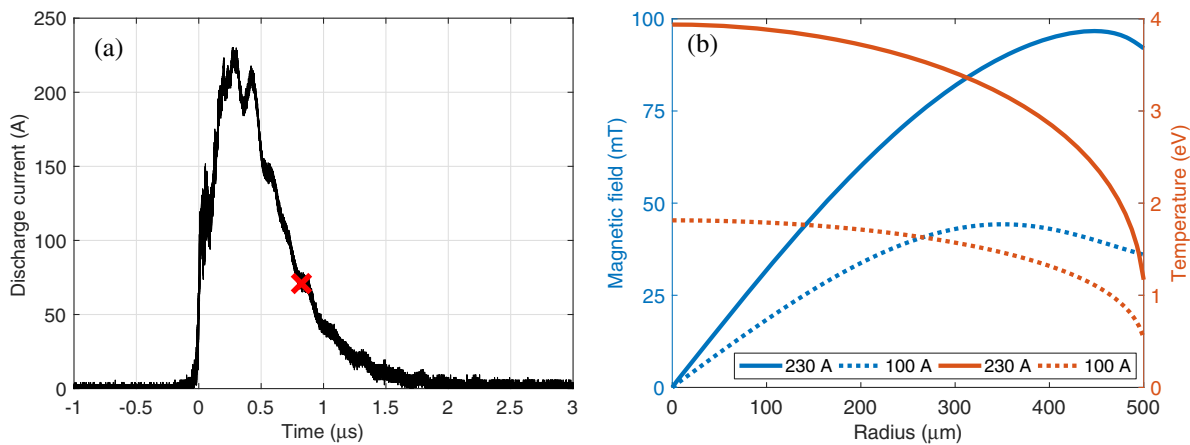 (a)
Discharge current (A)
250
200
150
100
50
0
-1
-0.5
0
0.5
1
1.5
2
2.5
3
Time (μs)
(b)
Magnetic field (mT)
100
75
50
25
0
0
100
200
300
400
500
Radius (μm)
4
3
2
1
0
Temperature (eV)
230 A
100 A
230 A
100 A